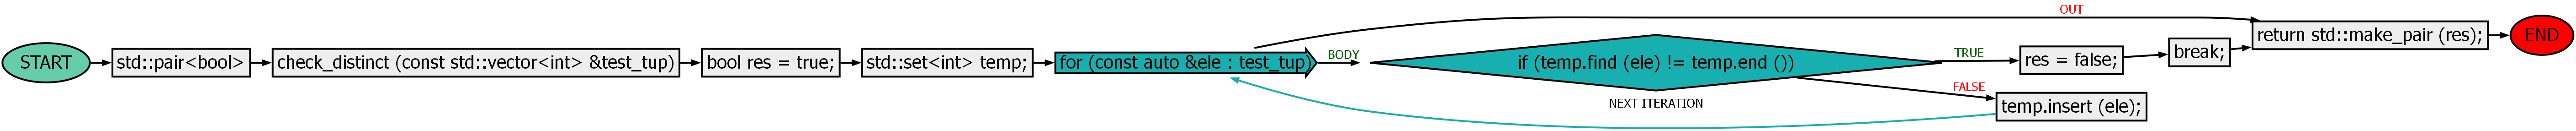 START
std::pair<bool>
check_distinct (const std::vector<int> &test_tup)
bool res = true;
std::set<int> temp;
for (const auto &ele : test_tup)
BODY
if (temp.find (ele) != temp.end ())
NEXT ITERATION
TRUE
res = false;
break;
FALSE
temp.insert (ele);
OUT
return std::make_pair (res);
END